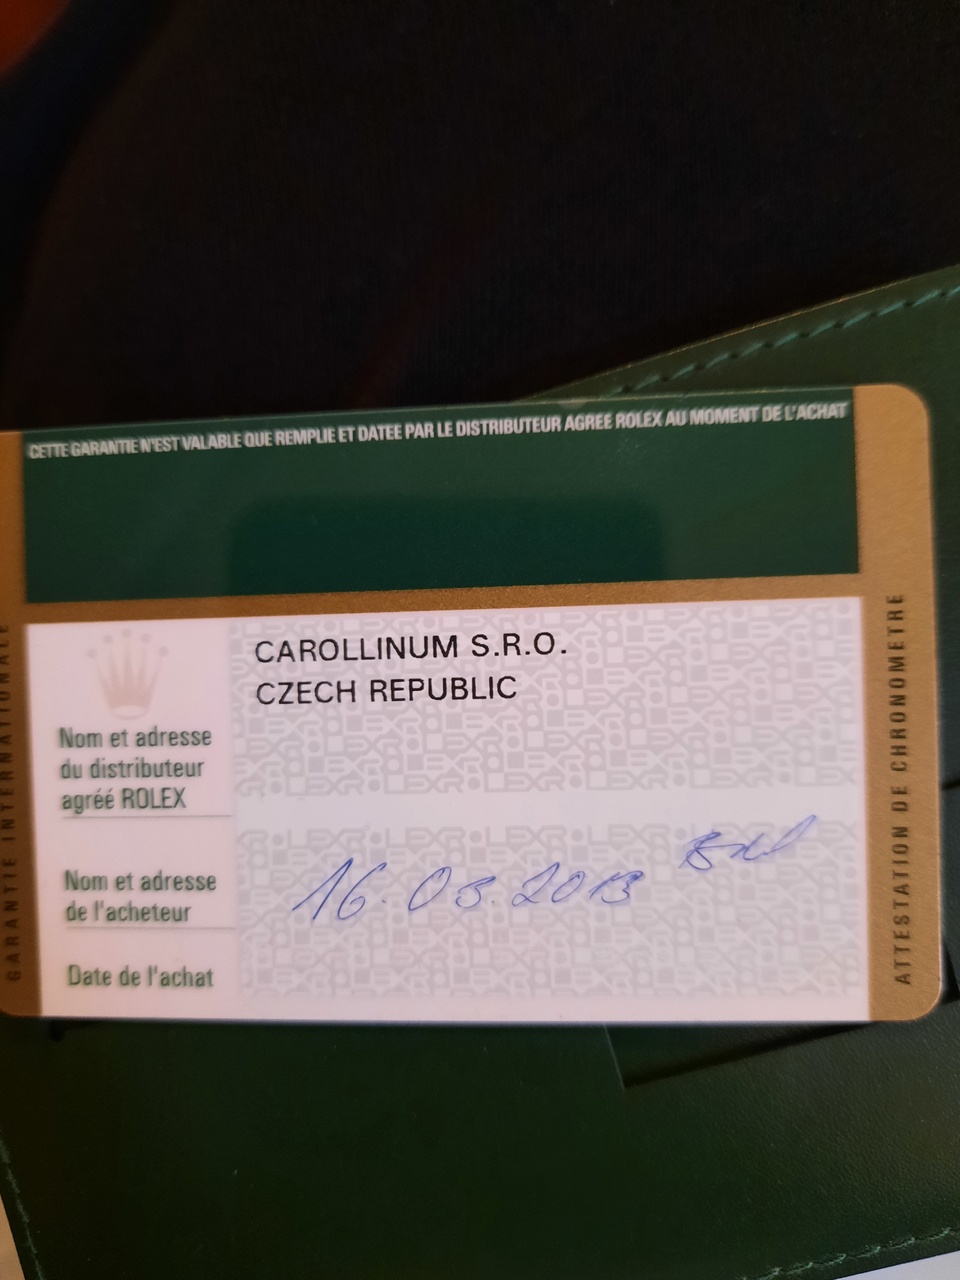 CETTE GARANTIE N'EST VALABLE QUE REMPLIE ET DATEE PAR LE DISTRIBUTEUR AGREE ROLEX AU MOMENT DE L'ACHAT
CAROLLINUM S.R.O.
CZECH REPUBLIC
Nom et adresse
du distributeur
agréé ROLEX
Nom et adresse
de l'acheteur
16.03.2013
Date de l'achat
GARANTIE INTERNATIONALE
ATTESTATION DE CHRONOMETRE